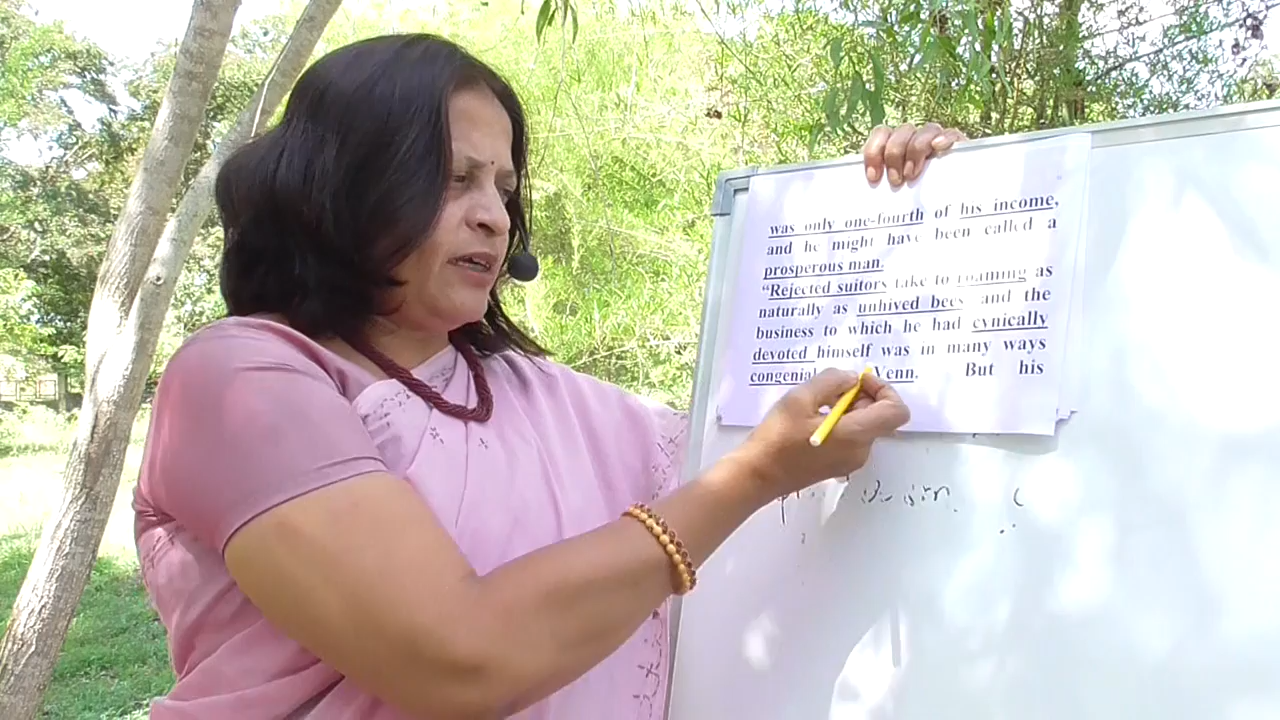 was only one-fourth of his income,
and he might have been called a
prosperous man.
“Rejected suitors take to roaming as
naturally as unhived bees and the
business to which he had cynically
devoted himself was in many ways
congenial Venn. But his